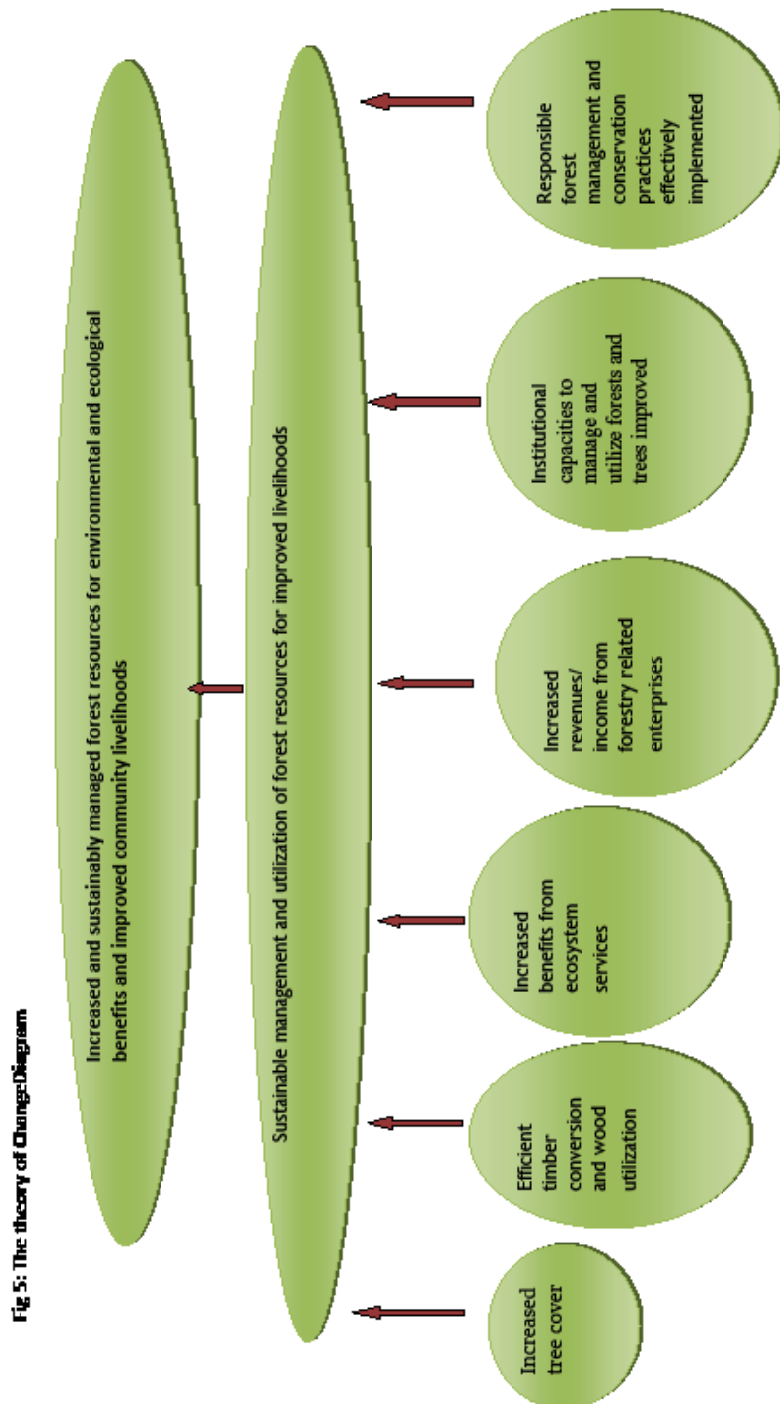 Fig 5: The theory of Change Diagram
Increased and sustainably managed forest resources for environmental and ecological
benefits and improved community livelihoods
Sustainable management and utilization of forest resources for improved livelihoods
Increased
tree cover
Efficient
timber
conversion
and wood
utilization
Increased
benefits from
ecosystem
services
Increased
revenues/
income from
forestry related
enterprises
Institutional
capacities to
manage and
utilize forests and
trees improved
Responsible
forest
management and
conservation
practices
effectively
implemented